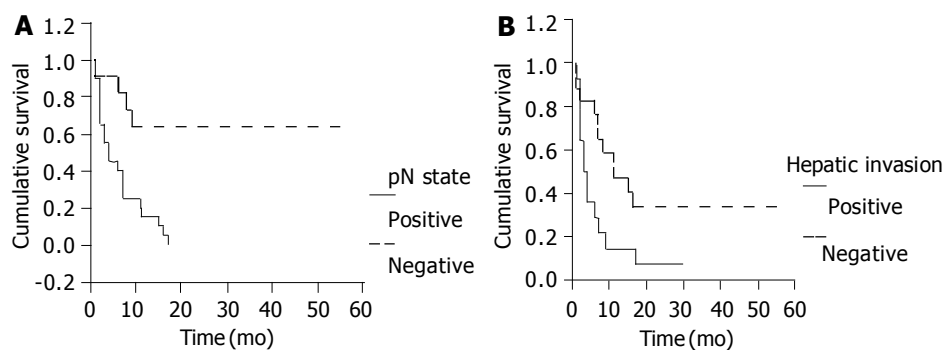 A
1.2
1.0
0.8
0.6
0.4
0.2
0.0
-0.2
Cumulative survival
0 10 20 30 40 50 60
Time (mo)
pN state
Positive
Negative
B
1.2
1.0
0.8
0.6
0.4
0.2
0.0
Cumulative survival
0 10 20 30 40 50 60
Time (mo)
Hepatic invasion
Positive
Negative